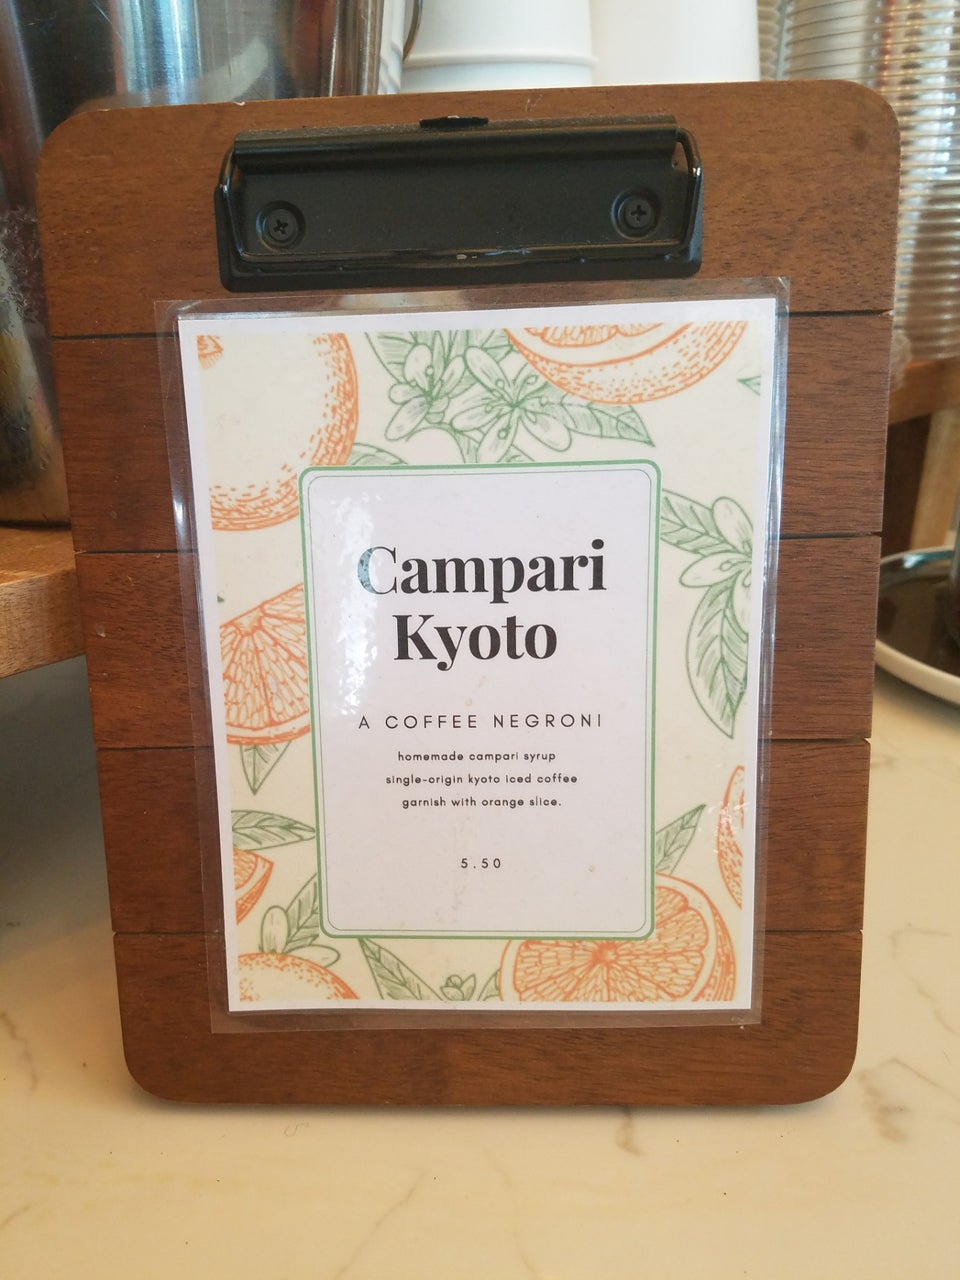 Campari
Kyoto
A COFFEE NEGRONI
homemade campari syrup
single-origin kyoto iced coffee
garnish with orange slice.
5.50